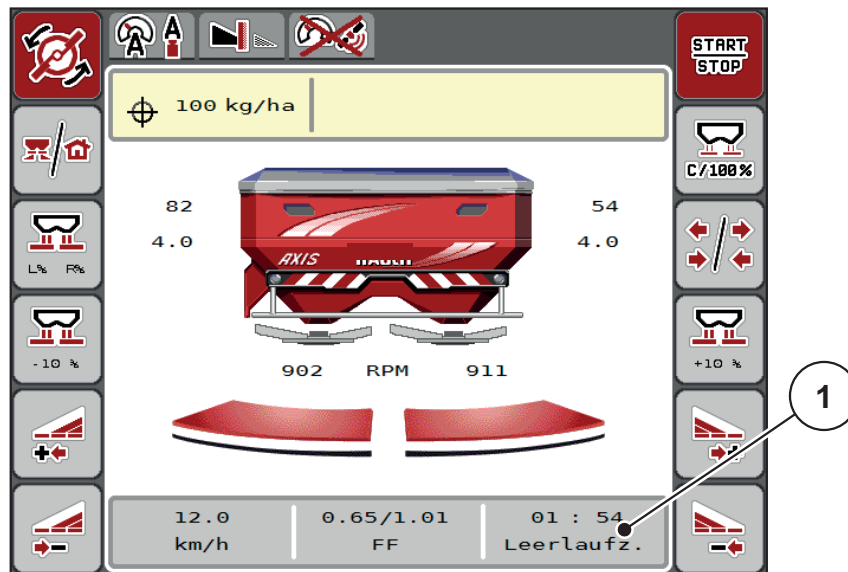 A A
START
STOP
100 kg/ha
C/100%
82
54
4.0
4.0
L% R%
AXIS
-10 %
+10 %
902 RPM 911
1
12.0
0.65/1.01
01 : 54
km/h
FF
Leerlaufz.